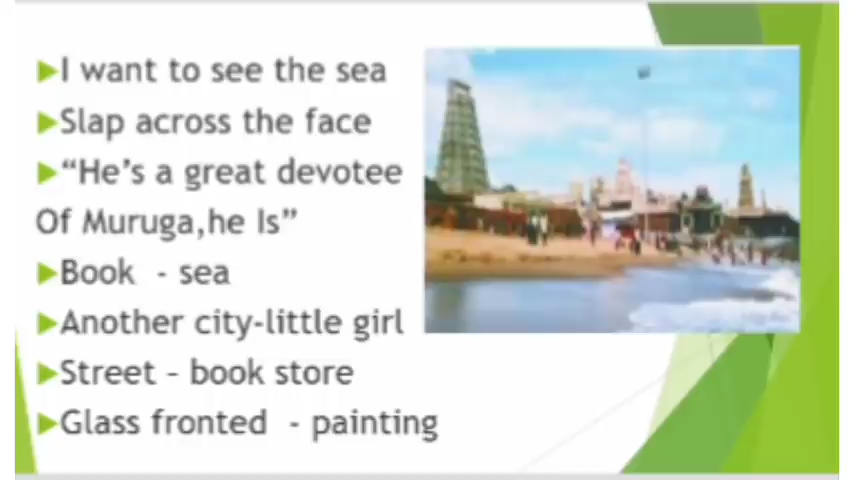 I want to see the sea
Slap across the face
“He’s a great devotee
Of Muruga,he Is”
Book - sea
Another city-little girl
Street – book store
Glass fronted - painting